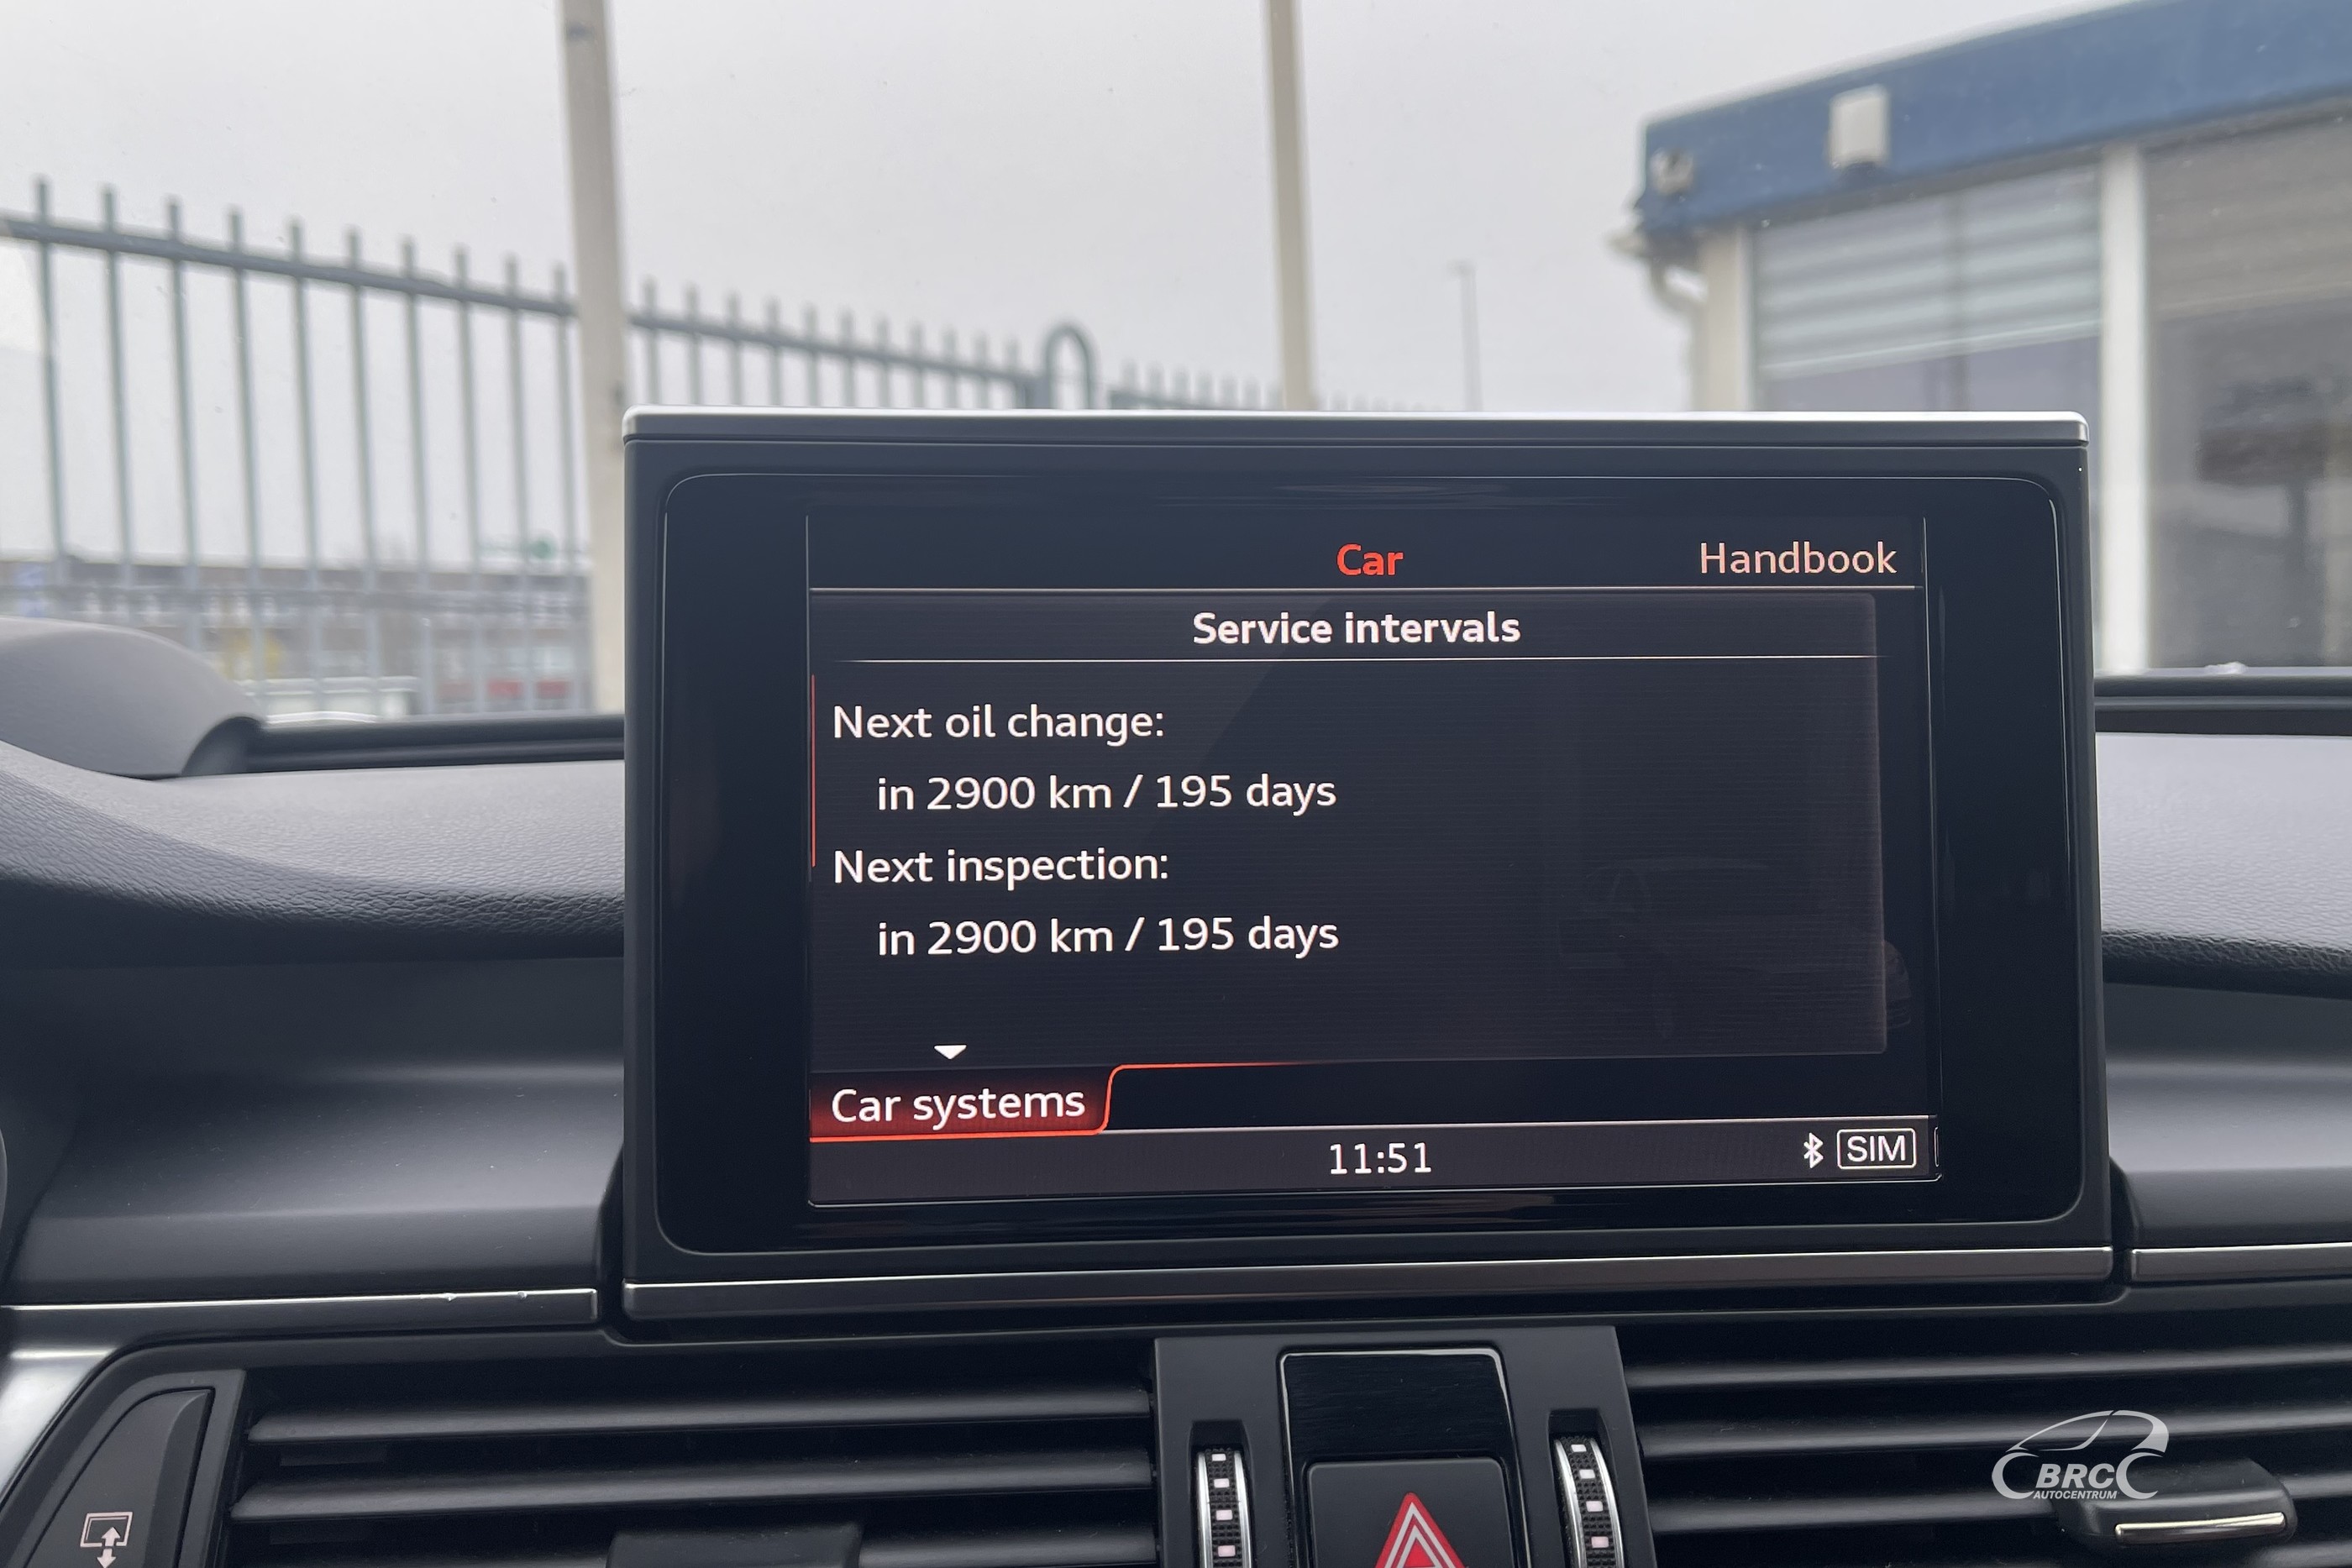 Car
Handbook
Service intervals
Next oil change:
in 2900 km / 195 days
Next inspection:
in 2900 km / 195 days
Car systems
11:51
SIM
BRC
AUTOCENTRUM